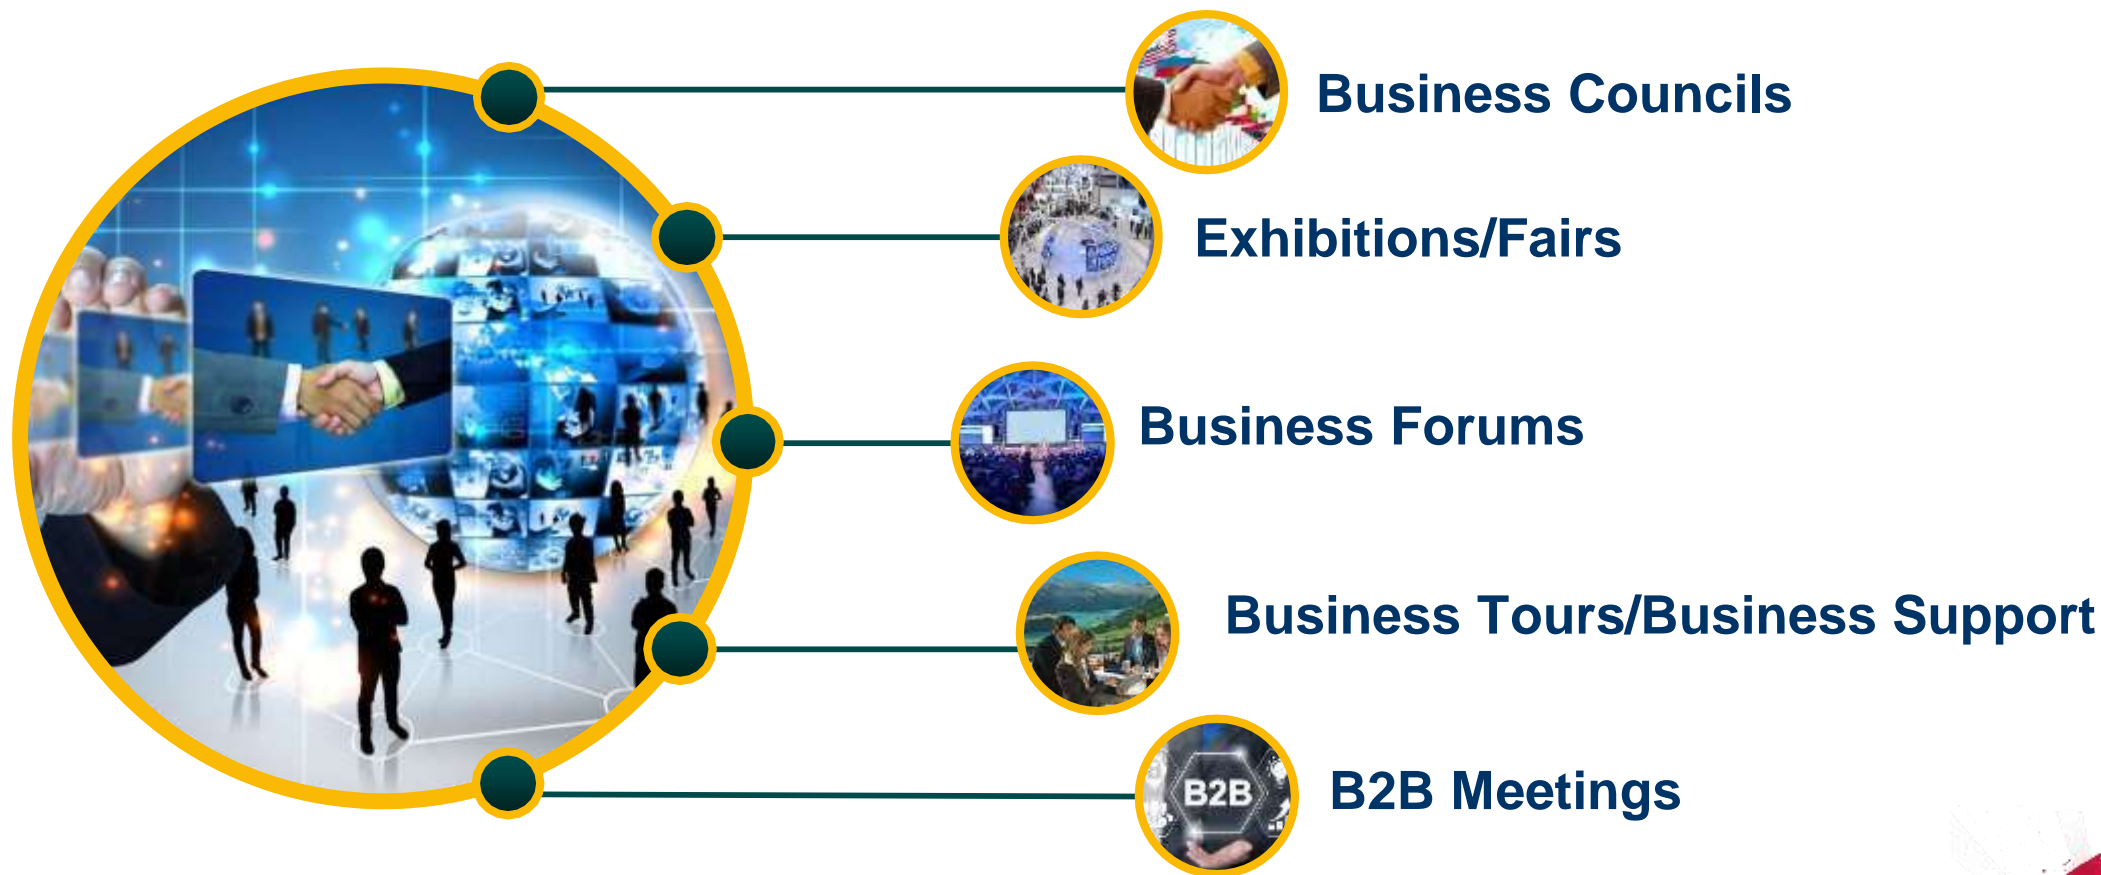 Business Councils
Exhibitions/Fairs
Business Forums
Business Tours/Business Support
B2B
B2B Meetings